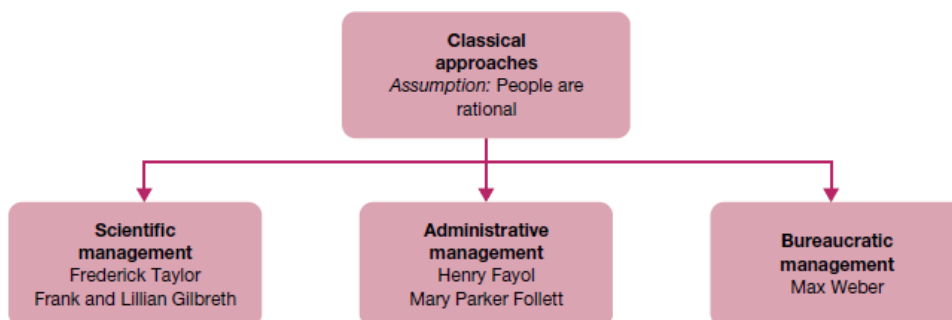 Classical
approaches
Assumption: People are
rational
Scientific
management
Frederick Taylor
Frank and Lillian Gilbreth
Administrative
management
Henry Fayol
Mary Parker Follett
Bureaucratic
management
Max Weber